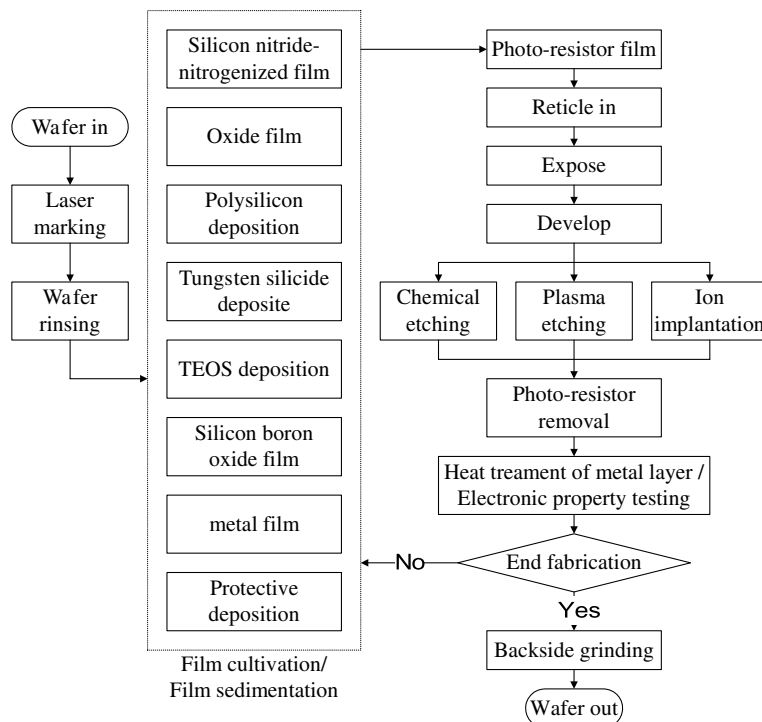 Wafer in
Laser
marking
Wafer
rinsing
Silicon nitride-
nitrogenized film
Oxide film
Polysilicon
deposition
Tungsten silicide
deposite
TEOS deposition
Silicon boron
oxide film
metal film
Protective
deposition
Film cultivation/
Film sedimentation
Photo-resistor film
Reticle in
Expose
Develop
Chemical
etching
Plasma
etching
Ion
implantation
Photo-resistor
removal
Heat treament of metal layer /
Electronic property testing
End fabrication
No
Yes
Backside grinding
Wafer out